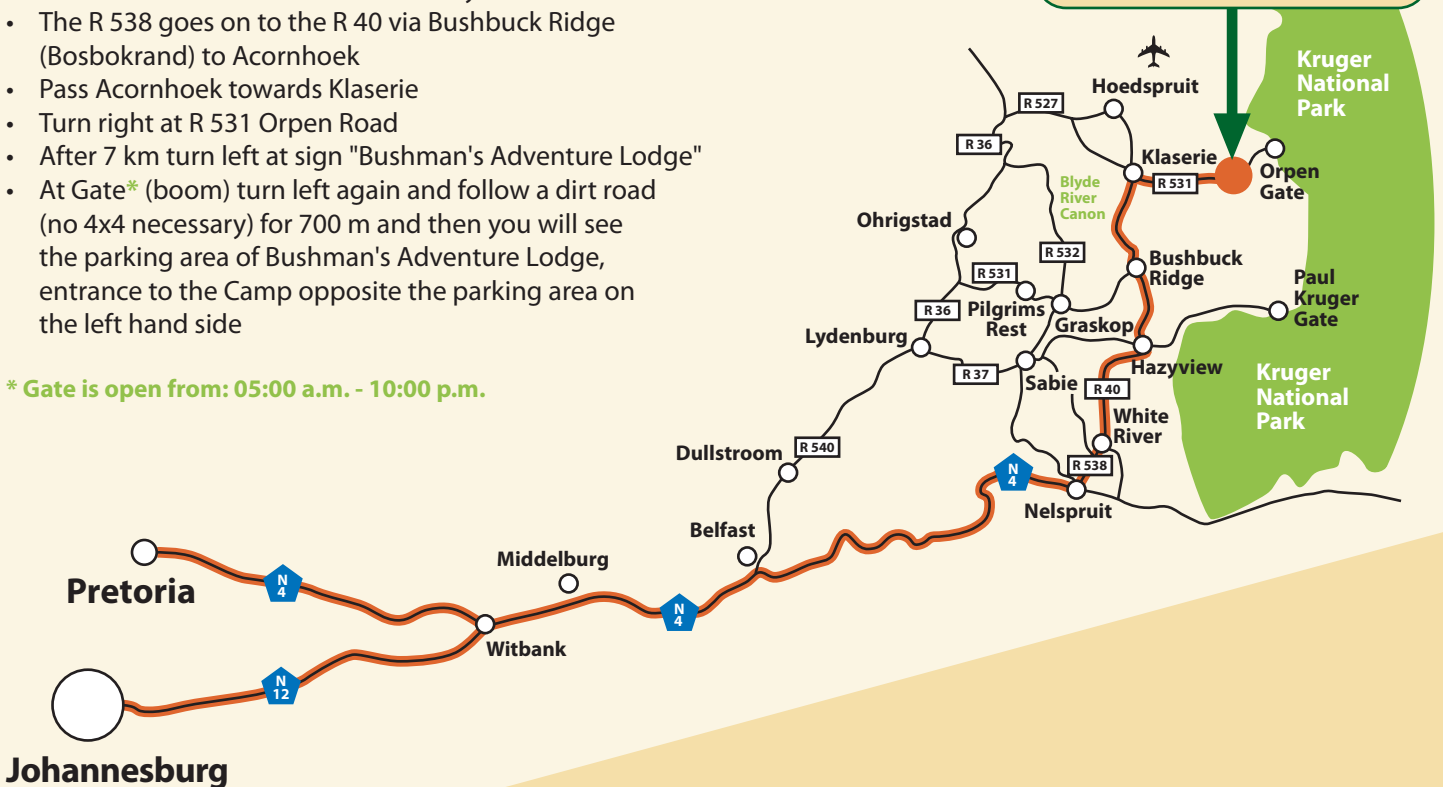 • The R 538 goes on to the R 40 via Bushbuck Ridge
(Bosbokrand) to Acornhoek
• Pass Acornhoek towards Klaserie
• Turn right at R 531 Orpen Road
• After 7 km turn left at sign "Bushman's Adventure Lodge"
• At Gate* (boom) turn left again and follow a dirt road
(no 4x4 necessary) for 700 m and then you will see
the parking area of Bushman's Adventure Lodge,
entrance to the Camp opposite the parking area on
the left hand side
* Gate is open from: 05:00 a.m. - 10:00 p.m.
Kruger
National
Park
Hoedspruit
R 527
R 36
Klaserie
R 531
Orpen
Gate
Blyde
River
Canon
Ohrigstad
R 532
Bushbuck
Ridge
R 531
Paul
Kruger
Gate
R 36
Pilgrims
Rest
Graskop
Lydenburg
Hazyview
R 37
Sabie
R 40
Kruger
National
Park
White
River
Dullstroom
R 540
R 538
N
4
Nelspruit
Belfast
Middelburg
Pretoria
N
4
N
4
Witbank
N
12
Johannesburg